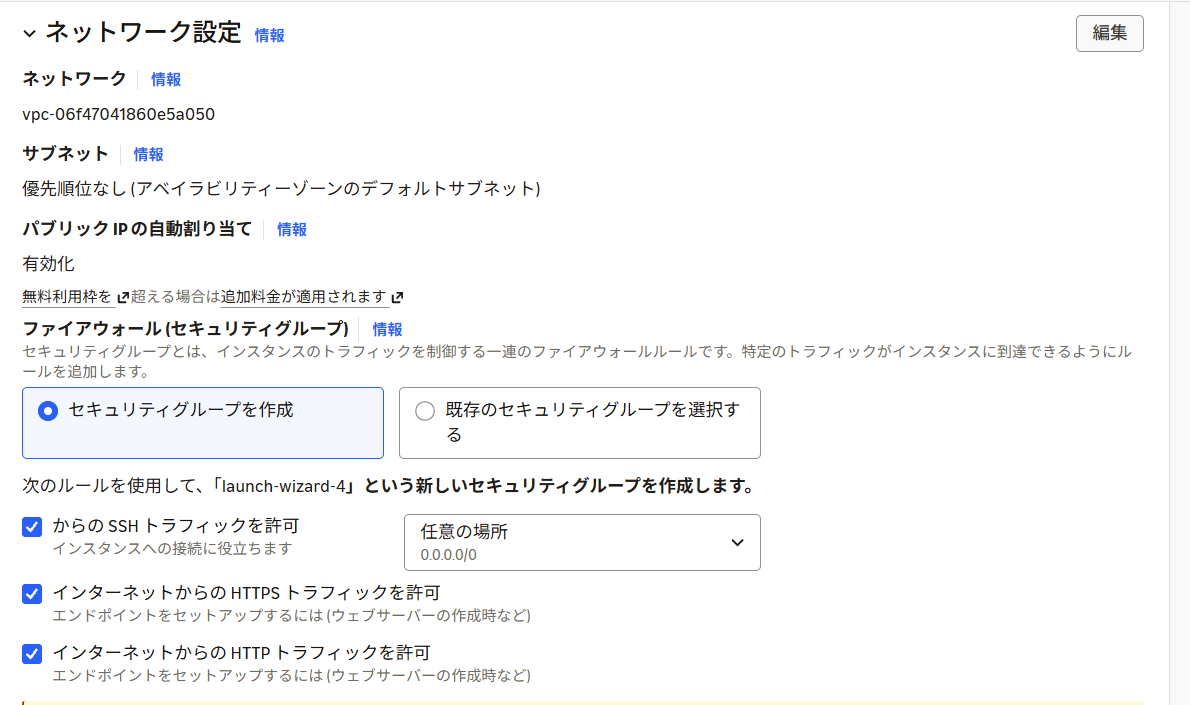 ネットワーク設定 情報
編集
ネットワーク 情報
vpc-06f47041860e5a050
サブネット 情報
優先順位なし (アベイラビリティーゾーンのデフォルトサブネット)
パブリック IP の自動割り当て 情報
有効化
無料利用枠を 超える場合は追加料金が適用されます
ファイアウォール (セキュリティグループ) 情報
セキュリティグループとは、インスタンスのトラフィックを制御する一連のファイアウォールルールです。特定のトラフィックがインスタンスに到達できるようにル
ールを追加します。
セキュリティグループを作成
既存のセキュリティグループを選択す
る
次のルールを使用して、「launch-wizard-4」という新しいセキュリティグループを作成します。
からの SSH トラフィックを許可
インスタンスへの接続に役立ちます
任意の場所
0.0.0.0/0
インターネットからの HTTPS トラフィックを許可
エンドポイントをセットアップするには (ウェブサーバーの作成時など)
インターネットからの HTTP トラフィックを許可
エンドポイントをセットアップするには (ウェブサーバーの作成時など)